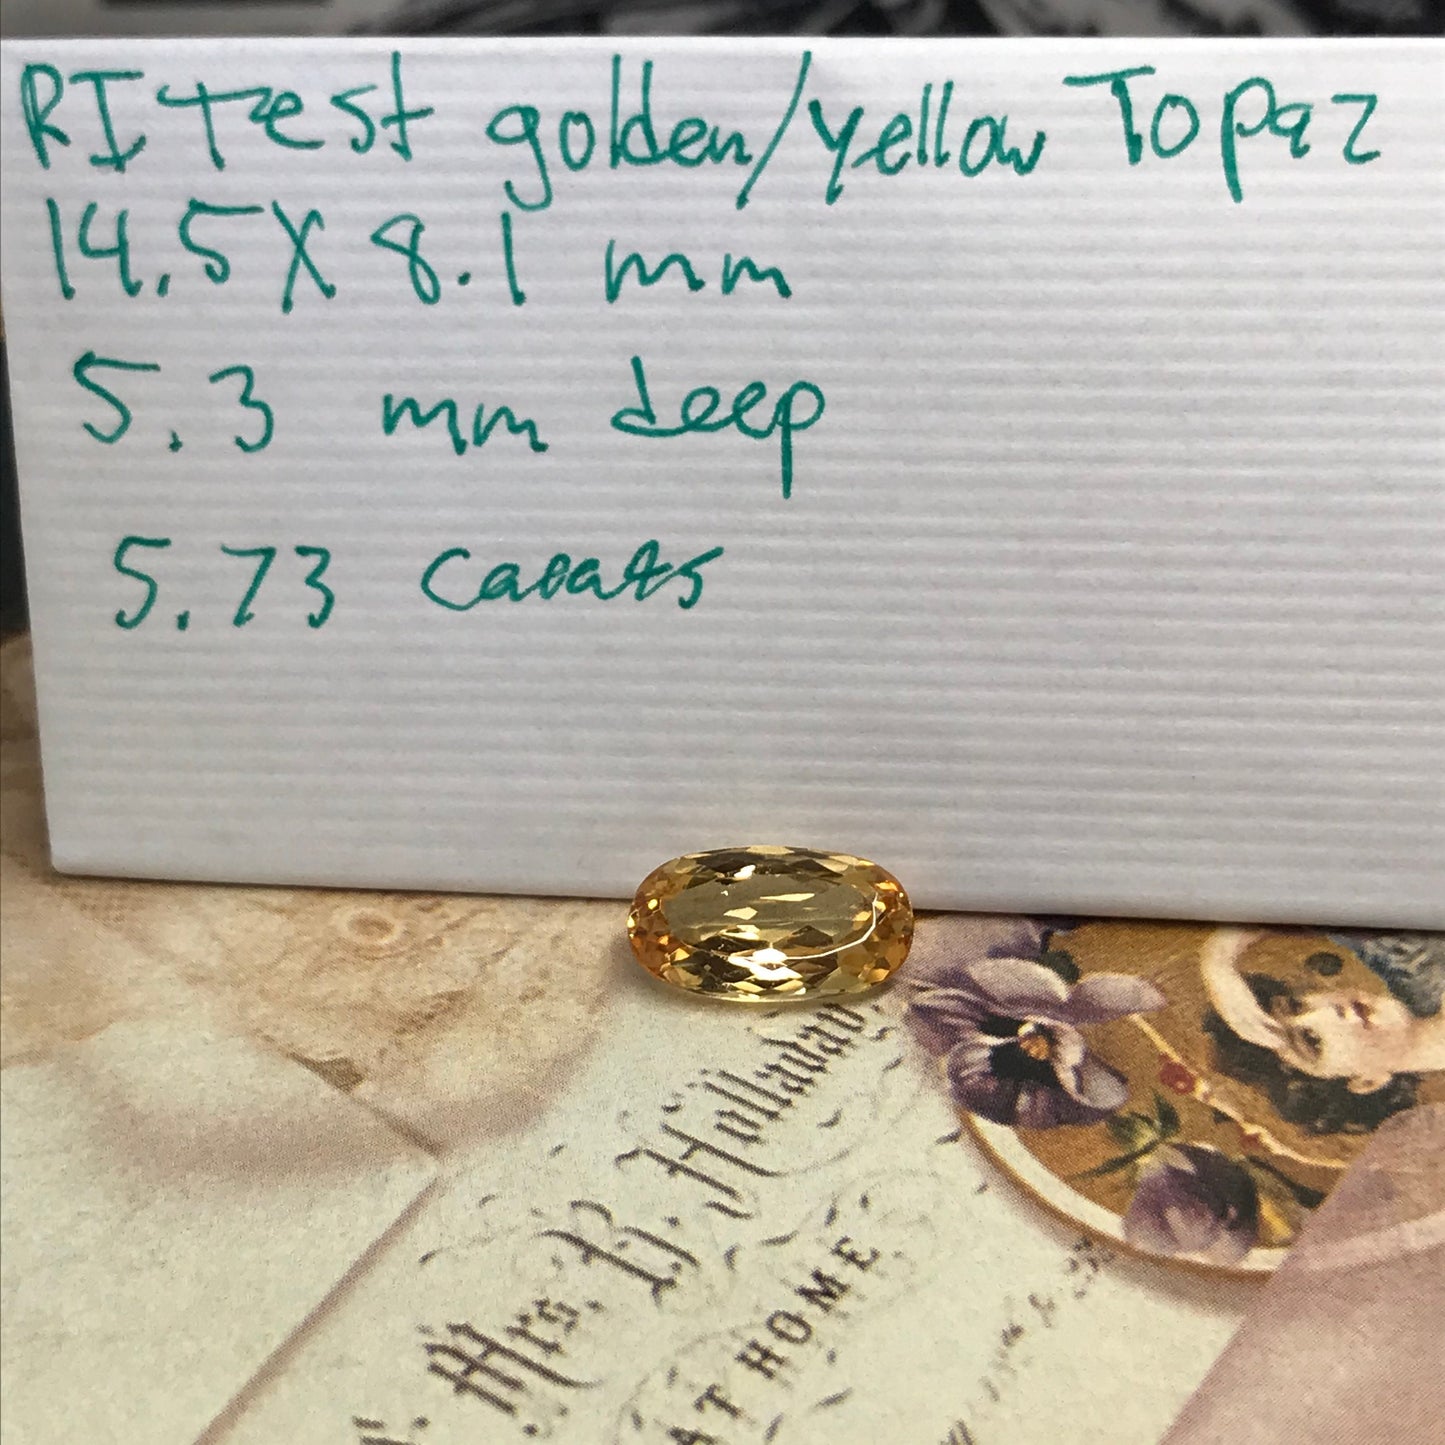 RI Test golden/yellow Topaz
14.5 X 8.1 mm
5.3 mm deep
5.73 carats
Mrs. B. Holladay,
AT HOME